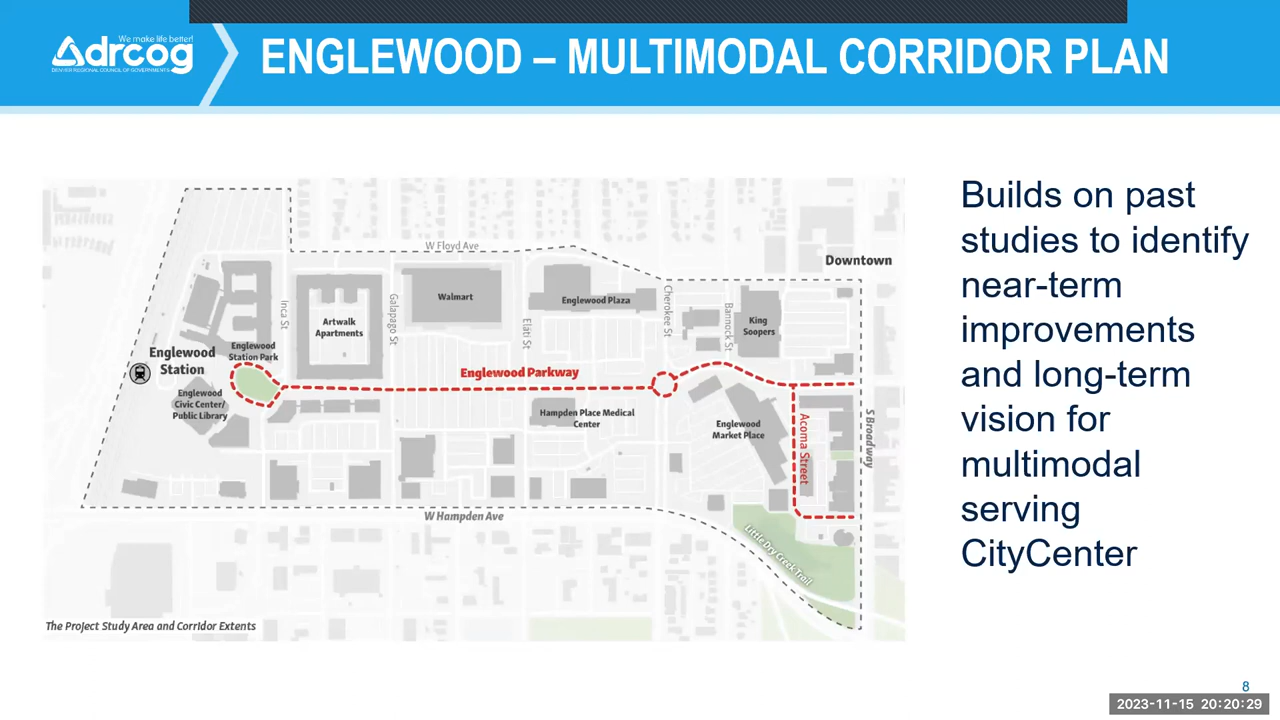 We make life better!
drcog
DENVER REGIONAL COUNCIL OF GOVERNMENTS
ENGLEWOOD – MULTIMODAL CORRIDOR PLAN
Builds on past
studies to identify
near-term
improvements
and long-term
vision for
multimodal
serving
CityCenter
W Floyd Ave
Downtown
Walmart
Englewood Plaza
Inca St
Galapago St
Elati St
Cherokee St
Bannock St
King
Soopers
Artwalk
Apartments
Englewood
Station Park
Englewood
Station
Englewood Parkway
Englewood
Civic Center/
Public Library
Hampden Place Medical
Center
Englewood
Market Place
Acoma Street
S Broadway
W Hampden Ave
Little Dry Creek Trail
The Project Study Area and Corridor Extents
8
2023-11-15 20:20:29